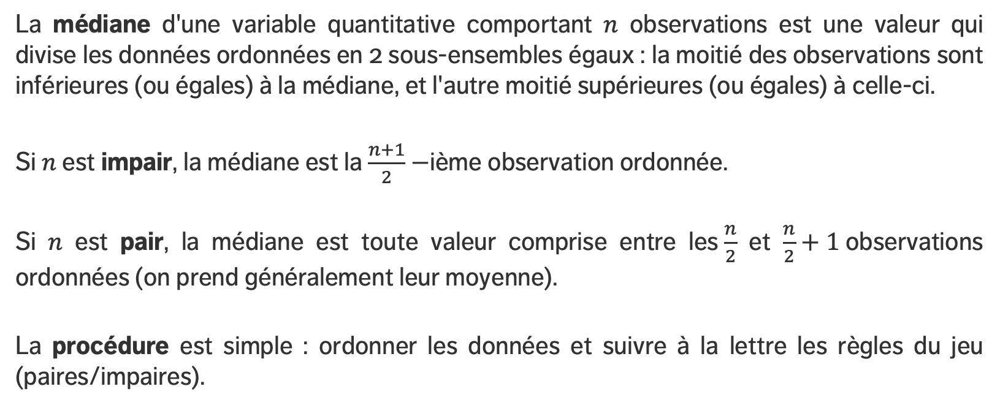 La médiane d'une variable quantitative comportant n observations est une valeur qui
divise les données ordonnées en 2 sous-ensembles égaux : la moitié des observations sont
inférieures (ou égales) à la médiane, et l'autre moitié supérieures (ou égales) à celle-ci.
Si n est impair, la médiane est la (n+1)/2 –ième observation ordonnée.
Si n est pair, la médiane est toute valeur comprise entre les n/2 et n/2 + 1 observations
ordonnées (on prend généralement leur moyenne).
La procédure est simple : ordonner les données et suivre à la lettre les règles du jeu
(paires/impaires).